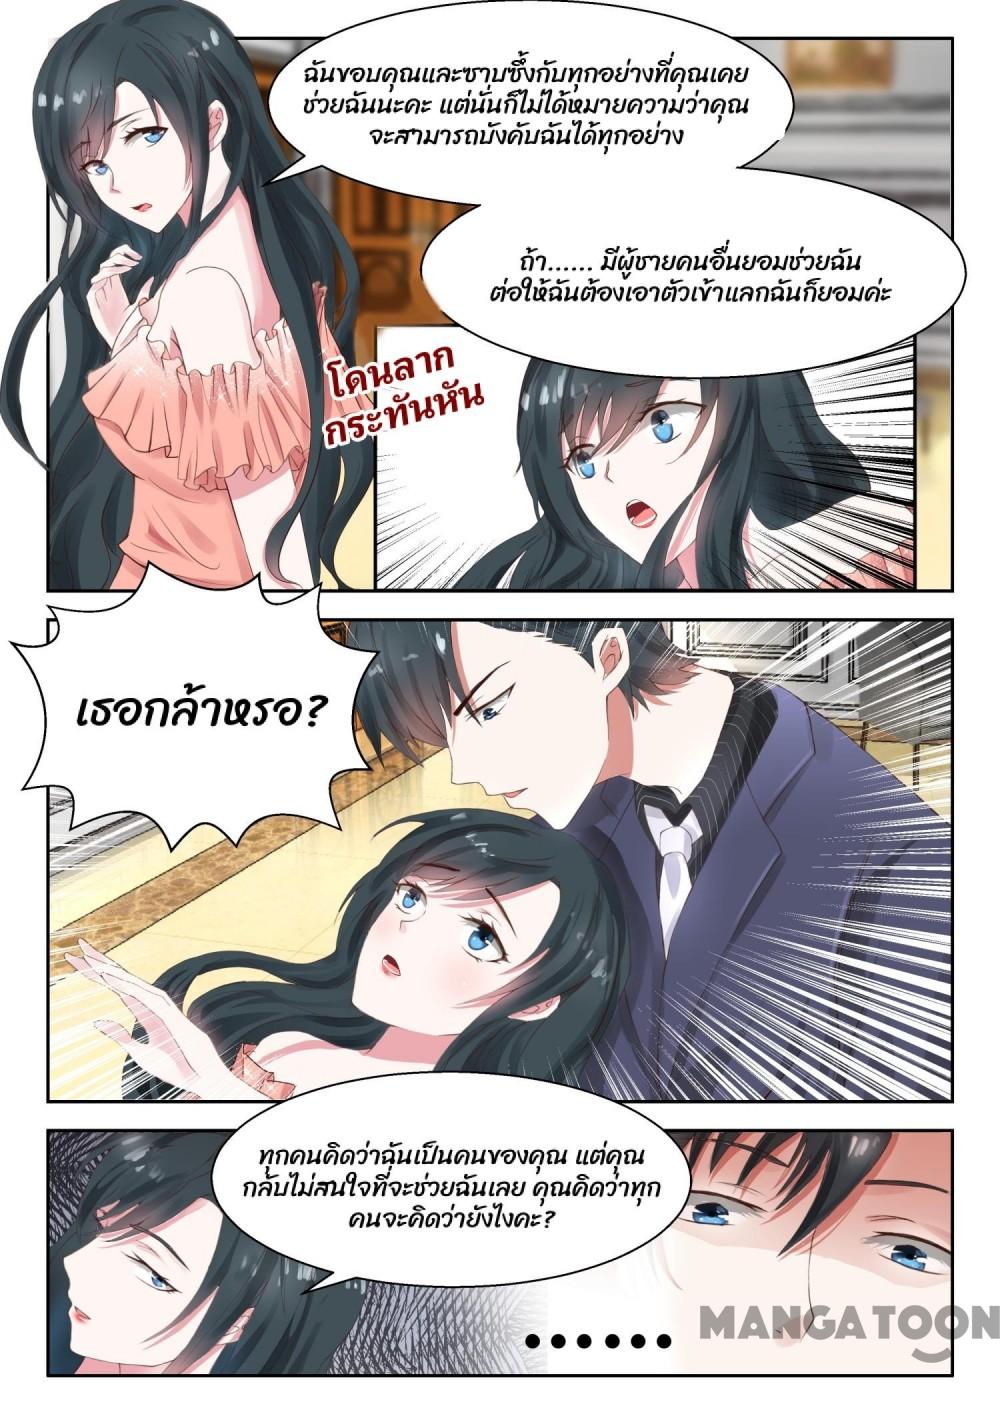 ฉันขอบคุณและซาบซึ้งกับทุกอย่างที่คุณเคย
ช่วยฉันนะคะ แต่นั่นก็ไม่ได้หมายความว่าคุณ
จะสามารถบังคับฉันได้ทุกอย่าง
ถ้า...... มีผู้ชายคนอื่นยอมช่วยฉัน
ต่อให้ฉันต้องเอาตัวเข้าแลกฉันก็ยอมค่ะ
โดนลาก
กระทันหัน
เธอกล้าหรอ?
ทุกคนคิดว่าฉันเป็นคนของคุณ แต่คุณ
กลับไม่สนใจที่จะช่วยฉันเลย คุณคิดว่าทุก
คนจะคิดว่ายังไงคะ?
......
MANGATOON